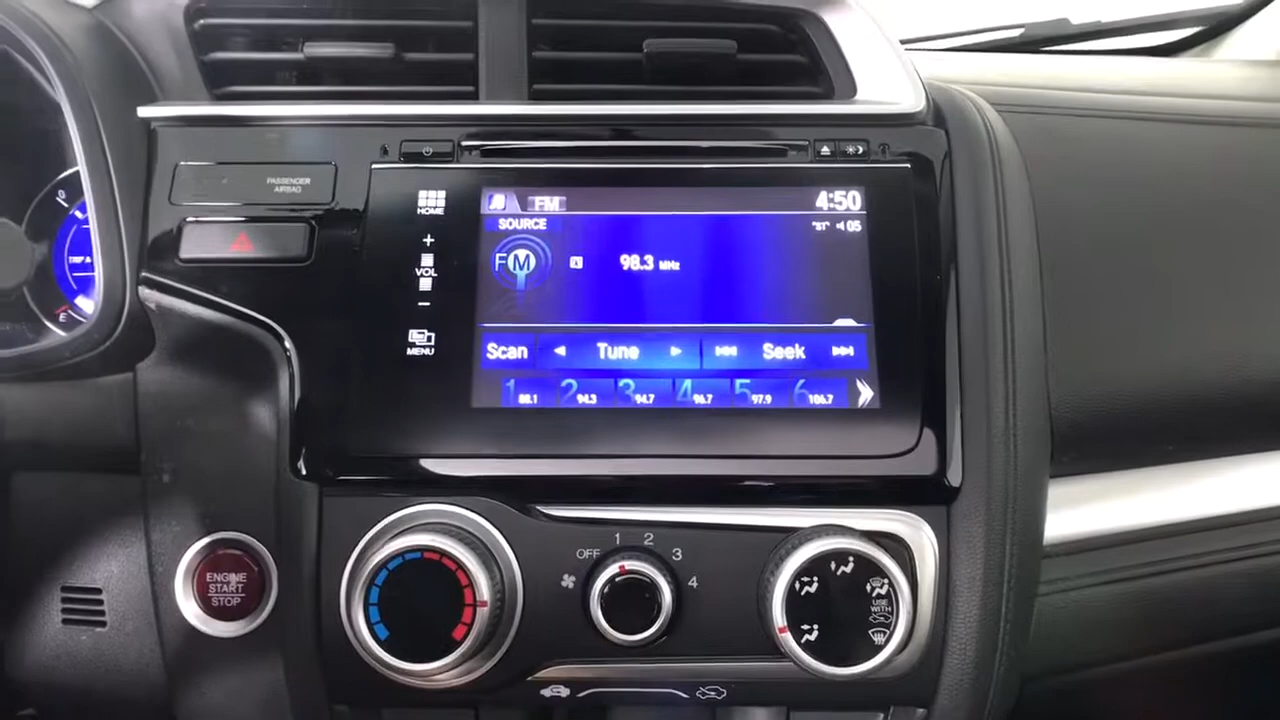 PASSENGER
AIRBAG
HOME
VOL
MENU
FM
4:50
SOURCE
"ST"
05
FM
98.3 MHz
Scan
Tune
Seek
1 88.1
2 94.3
3 94.7
4 96.7
5 97.9
6 106.7
0
TRIP A
E
ENGINE
START
STOP
OFF
1
2
3
4
USE
WITH